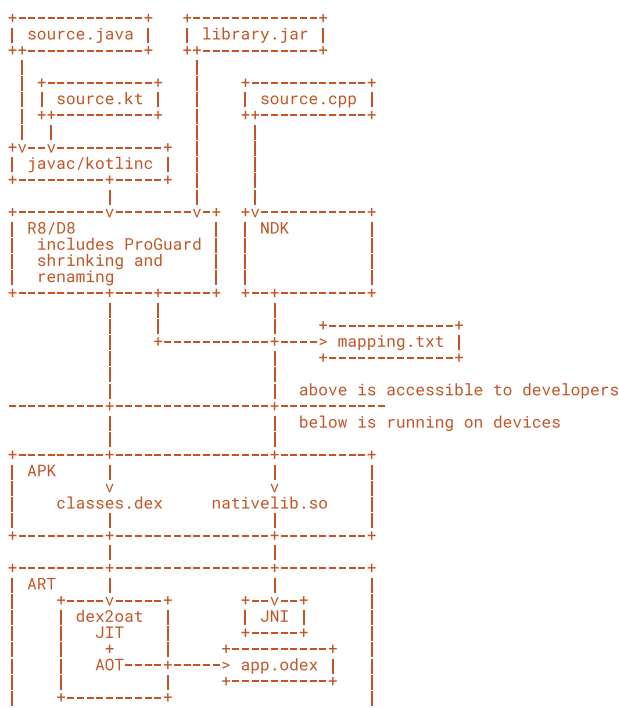 source.java
library.jar
source.kt
source.cpp
javac/kotlinc
R8/D8
NDK
includes ProGuard
shrinking and
renaming
mapping.txt
above is accessible to developers
below is running on devices
APK
classes.dex
nativelib.so
ART
dex2oat
JNI
JIT
+
AOT
app.odex